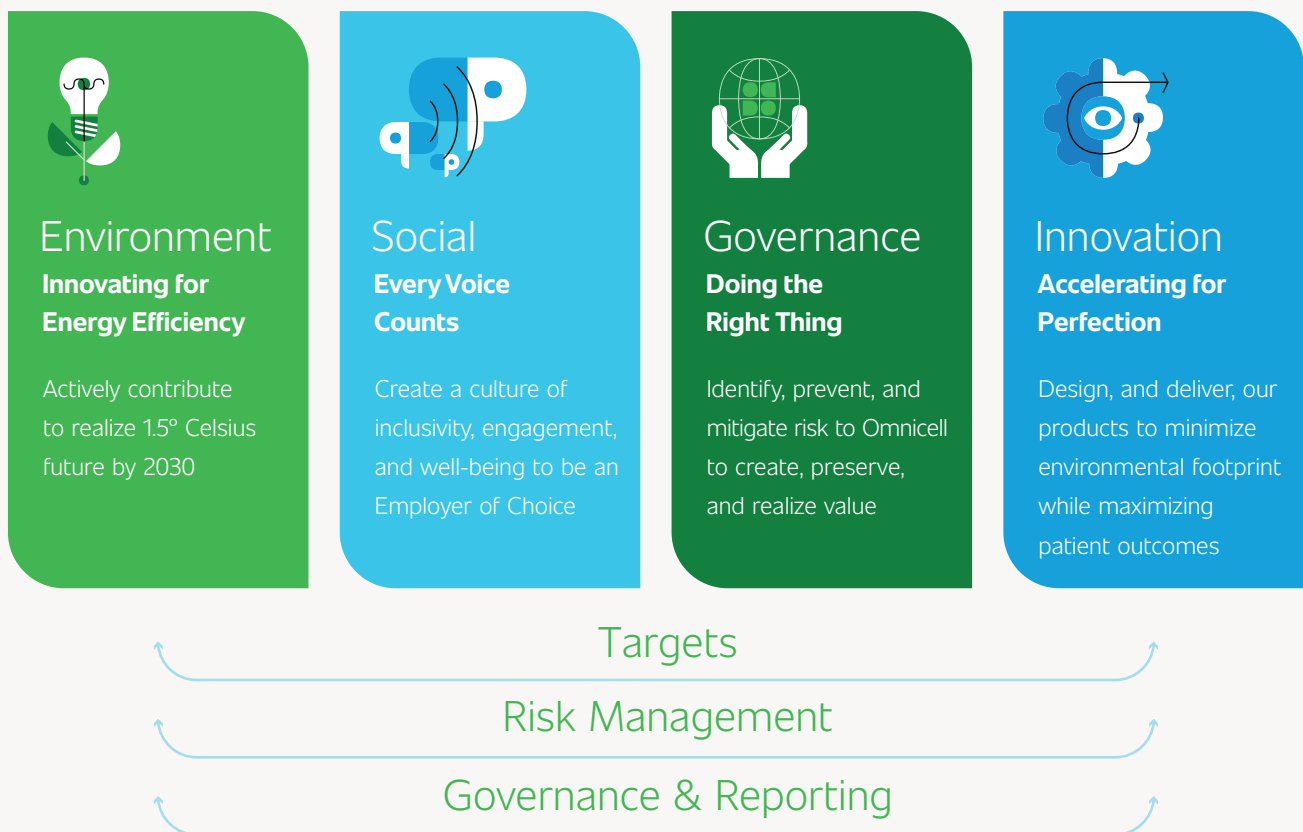 Environment
Innovating for
Energy Efficiency
Actively contribute
to realize 1.5° Celsius
future by 2030
Social
Every Voice
Counts
Create a culture of
inclusivity, engagement,
and well-being to be an
Employer of Choice
Governance
Doing the
Right Thing
Identify, prevent, and
mitigate risk to Omnicell
to create, preserve,
and realize value
Innovation
Accelerating for
Perfection
Design, and deliver, our
products to minimize
environmental footprint
while maximizing
patient outcomes
Targets
Risk Management
Governance & Reporting